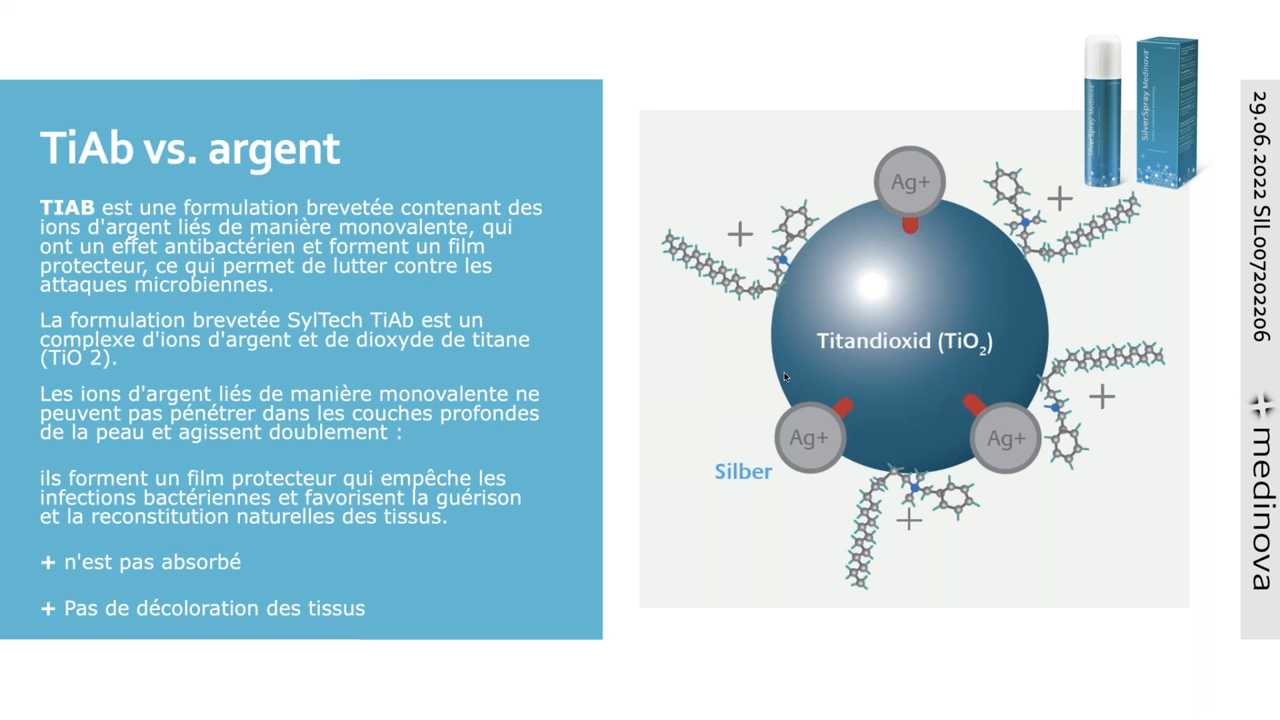 TiAb vs. argent
TIAB est une formulation brevetée contenant des
ions d'argent liés de manière monovalente, qui
ont un effet antibactérien et forment un film
protecteur, ce qui permet de lutter contre les
attaques microbiennes.
La formulation brevetée SylTech TiAb est un
complexe d'ions d'argent et de dioxyde de titane
(TiO 2).
Les ions d'argent liés de manière monovalente ne
peuvent pas pénétrer dans les couches profondes
de la peau et agissent doublement :
ils forment un film protecteur qui empêche les
infections bactériennes et favorisent la guérison
et la reconstitution naturelles des tissus.
+ n'est pas absorbé
+ Pas de décoloration des tissus
Ag+
+
+
Titandioxid (TiO2)
+
Ag+
Ag+
Silber
+
SilverSpray Medinova
SilverSpray Medinova
29.06.2022 SIL007202206
+ medinova